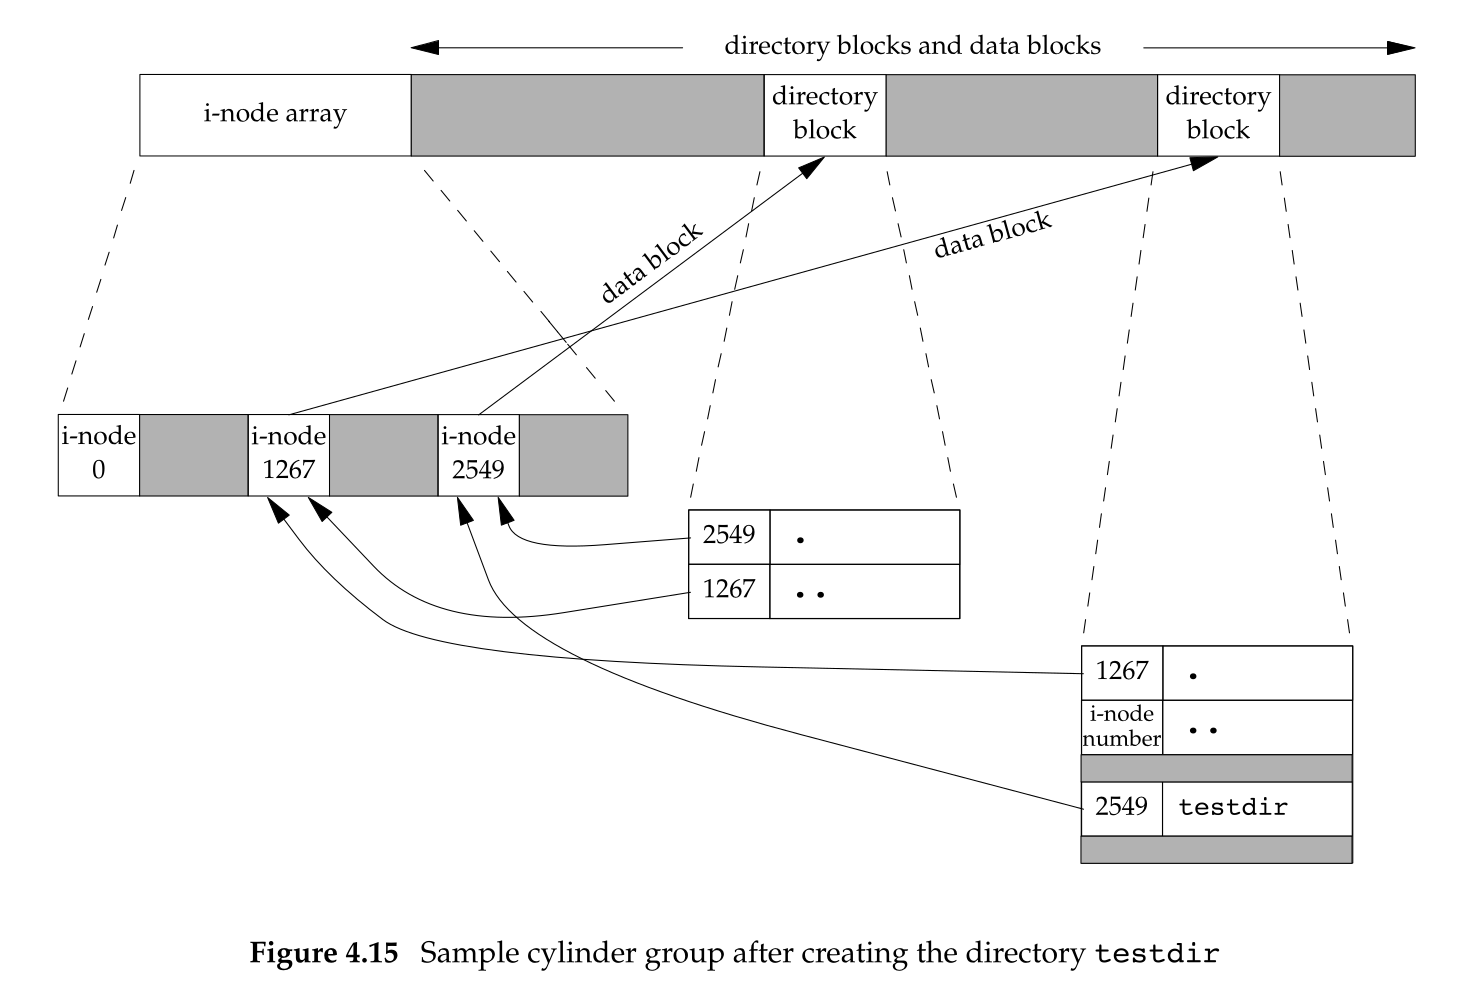 directory blocks and data blocks
i-node array
directory
block
directory
block
data block
data block
i-node
0
i-node
1267
i-node
2549
2549 .
1267 ..
1267 .
i-node
number
..
2549 testdir
Figure 4.15 Sample cylinder group after creating the directory testdir